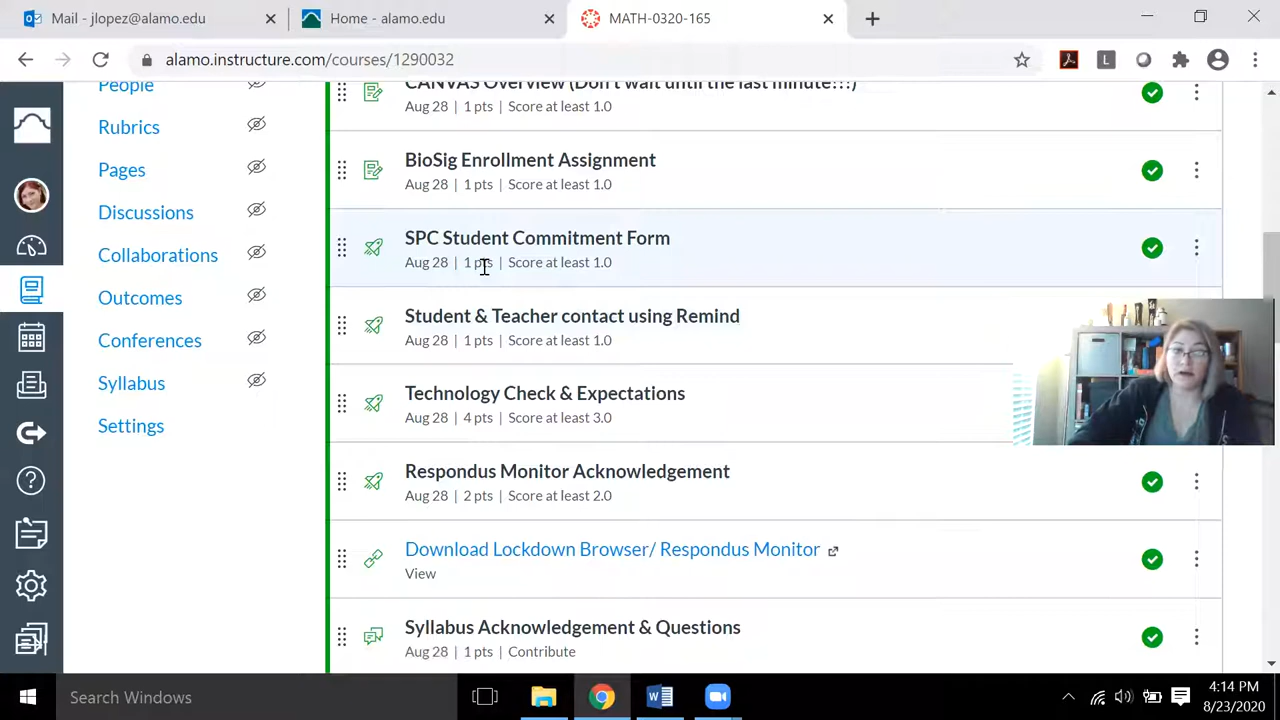 Mail - jlopez@alamo.edu
Home - alamo.edu
MATH-0320-165
alamo.instructure.com/courses/1290032
L
People
Rubrics
Pages
Discussions
Collaborations
Outcomes
Conferences
Syllabus
Settings
CANVAS Overview (Don't wait until the last minute!!!)
Aug 28 | 1 pts | Score at least 1.0
BioSig Enrollment Assignment
Aug 28 | 1 pts | Score at least 1.0
SPC Student Commitment Form
Aug 28 | 1 pts | Score at least 1.0
Student & Teacher contact using Remind
Aug 28 | 1 pts | Score at least 1.0
Technology Check & Expectations
Aug 28 | 4 pts | Score at least 3.0
Respondus Monitor Acknowledgement
Aug 28 | 2 pts | Score at least 2.0
Download Lockdown Browser/ Respondus Monitor
View
Syllabus Acknowledgement & Questions
Aug 28 | 1 pts | Contribute
Search Windows
4:14 PM
8/23/2020